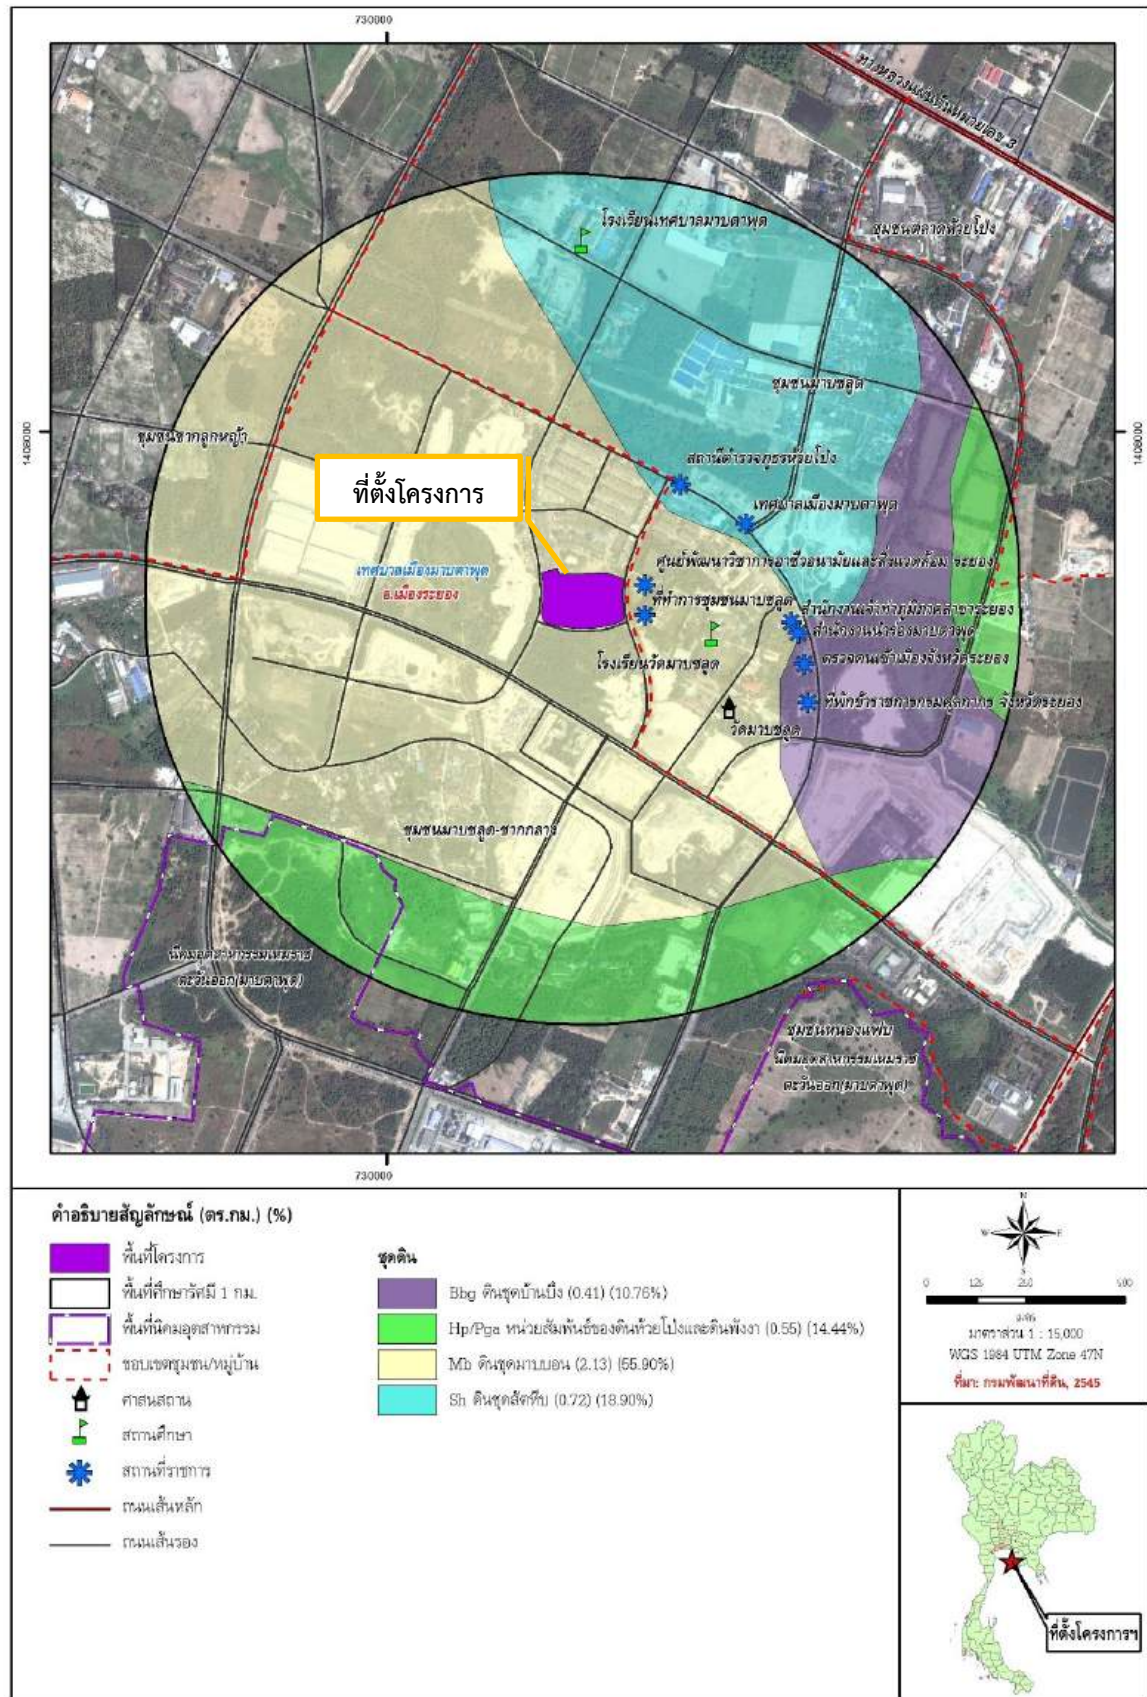 730000
ทางหลวงแผ่นดินหมายเลข 3
โรงเรียนเทศบาลมาบตาพุด
ชุมชนตลาดห้วยโป่ง
ชุมชนมาบชลูด
1408000
1408000
ชุมชนชากลูกหญ้า
สถานีตำรวจภูธรห้วยโป่ง
ที่ตั้งโครงการ
เทศบาลเมืองมาบตาพุด
ศูนย์พัฒนาวิชาการอาชีวอนามัยและสิ่งแวดล้อม ระยอง
เทศบาลเมืองมาบตาพุด
อ.เมืองระยอง
ที่ทำการชุมชนมาบชลูด
สำนักงานเจ้าท่าภูมิภาคสาขาระยอง
สำนักงานนำร่องมาบตาพุด
โรงเรียนวัดมาบชลูด
ตรวจคนเข้าเมืองจังหวัดระยอง
ที่พักข้าราชการกรมศุลกากร จังหวัดระยอง
วัดมาบชลูด
ชุมชนมาบชลูด-ชากกลาง
นิคมอุตสาหกรรมเหมราช
ตะวันออก(มาบตาพุด)
ชุมชนหนองแฟบ
นิคมอุตสาหกรรมเหมราช
ตะวันออก(มาบตาพุด)
730000
คำอธิบายสัญลักษณ์ (ตร.กม.) (%)
พื้นที่โครงการ
พื้นที่ศึกษารัศมี 1 กม.
พื้นที่นิคมอุตสาหกรรม
ขอบเขตชุมชน/หมู่บ้าน
ศาสนสถาน
สถานศึกษา
สถานที่ราชการ
ถนนเส้นหลัก
ถนนเส้นรอง
ชุดดิน
Bbg ดินชุดบ้านบึง (0.41) (10.76%)
Hp/Pga หน่วยสัมพันธ์ของดินห้วยโป่งและดินพังงา (0.55) (14.44%)
Mb ดินชุดมาบบอน (2.13) (55.90%)
Sh ดินชุดสัตหีบ (0.72) (18.90%)
N
W E
S
0 125 250 500
เมตร
มาตราส่วน 1 : 15,000
WGS 1984 UTM Zone 47N
ที่มา: กรมพัฒนาที่ดิน, 2545
ที่ตั้งโครงการฯ